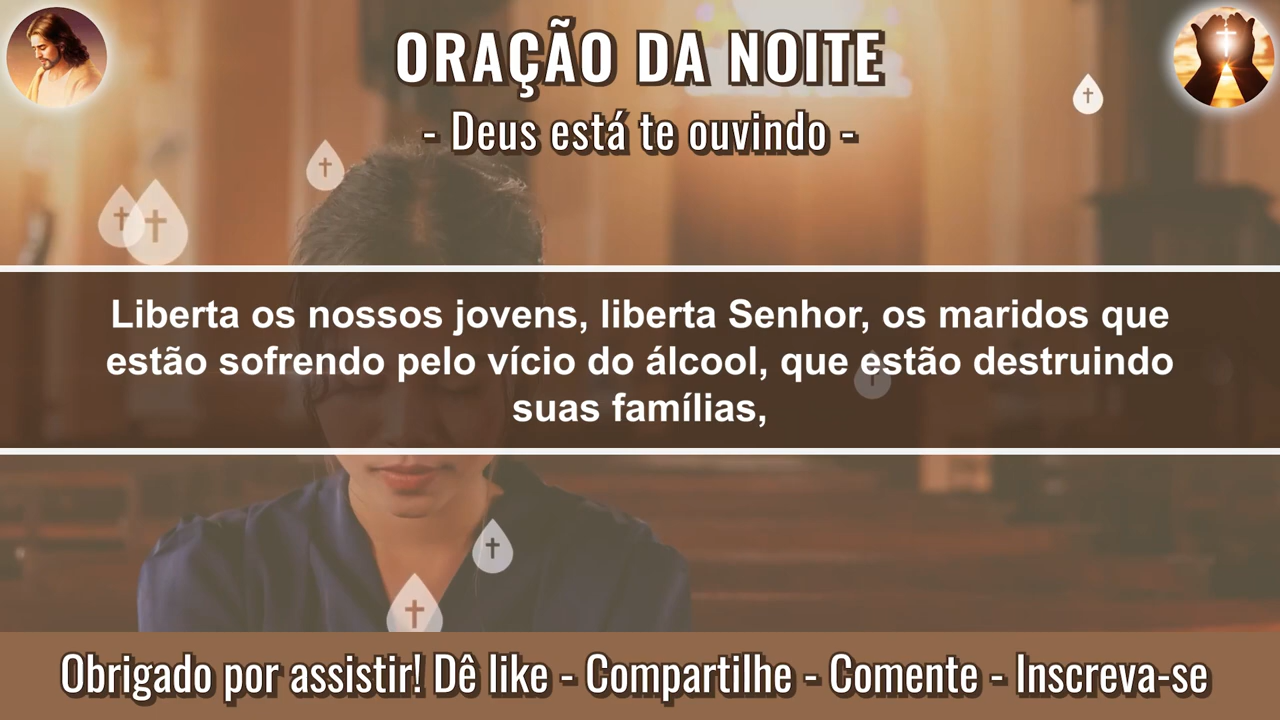 ORAÇÃO DA NOITE
- Deus está te ouvindo -
Liberta os nossos jovens, liberta Senhor, os maridos que
estão sofrendo pelo vício do álcool, que estão destruindo
suas famílias,
Obrigado por assistir! Dê like - Compartilhe - Comente - Inscreva-se